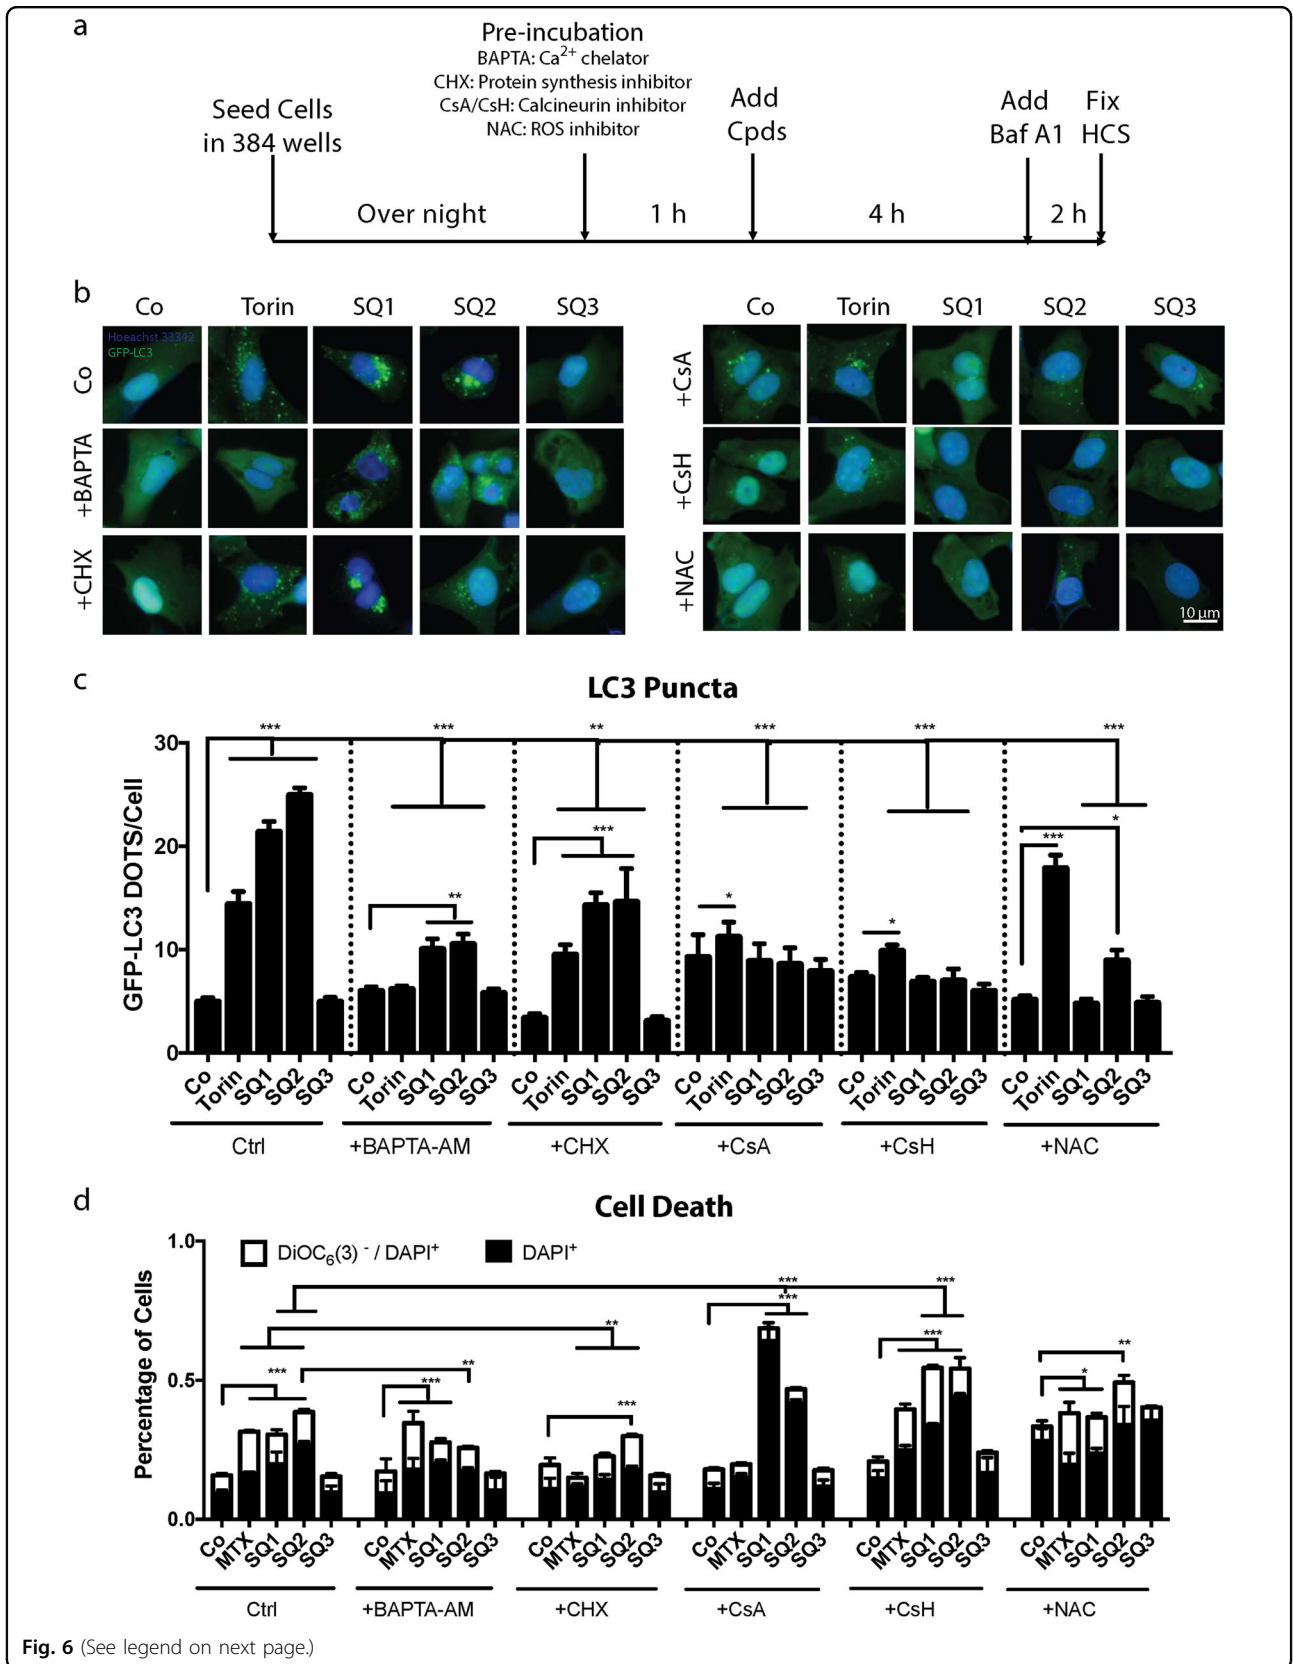 a
Pre-incubation
BAPTA: Ca2+ chelator
CHX: Protein synthesis inhibitor
CsA/CsH: Calcineurin inhibitor
NAC: ROS inhibitor
Seed Cells
in 384 wells
Add
Cpds
Add
Baf A1
Fix
HCS
Over night
1 h
4 h
2 h
b
Co Torin SQ1 SQ2 SQ3
Co Torin SQ1 SQ2 SQ3
Hoeachst 33342
GFP-LC3
Co
+BAPTA
+CHX
+CsA
+CsH
+NAC
10 µm
c
LC3 Puncta
*** *** ** *** *** ***
*** * ***
** * *
GFP-LC3 DOTS/Cell
30
20
10
0
Co Torin SQ1 SQ2 SQ3 Co Torin SQ1 SQ2 SQ3 Co Torin SQ1 SQ2 SQ3 Co Torin SQ1 SQ2 SQ3 Co Torin SQ1 SQ2 SQ3 Co Torin SQ1 SQ2 SQ3
Ctrl +BAPTA-AM +CHX +CsA +CsH +NAC
d
Cell Death
DiOC6(3) - / DAPI+ DAPI+
*** ***
***
** *** **
*** ** *** *
***
Percentage of Cells
1.0
0.5
0.0
Co MTX SQ1 SQ2 SQ3 Co MTX SQ1 SQ2 SQ3 Co MTX SQ1 SQ2 SQ3 Co MTX SQ1 SQ2 SQ3 Co MTX SQ1 SQ2 SQ3 Co MTX SQ1 SQ2 SQ3
Ctrl +BAPTA-AM +CHX +CsA +CsH +NAC
Fig. 6 (See legend on next page.)